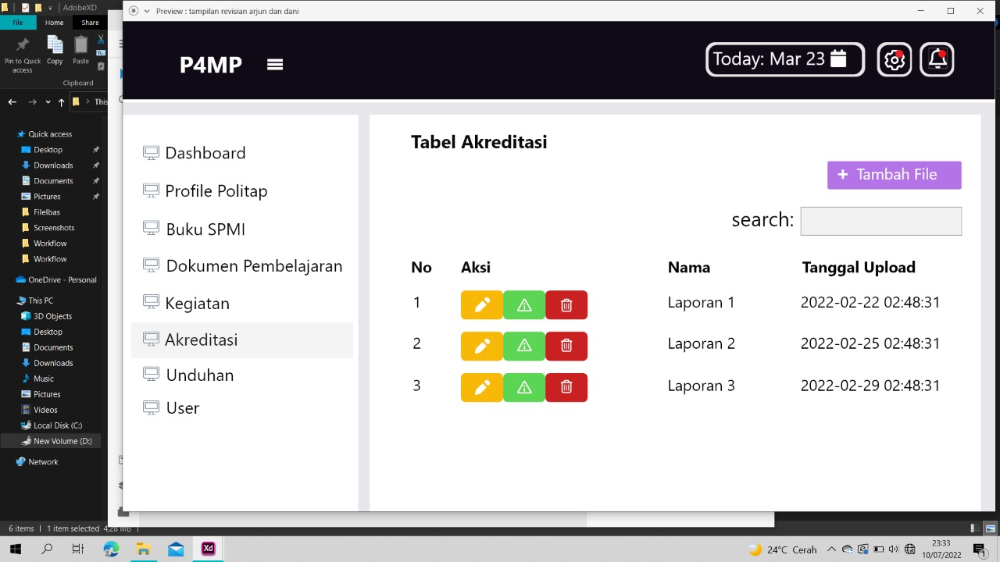 AdobeXD
Preview : tampilan revisian arjun dan dani
File
Home
Share
Pin to Quick access
Copy
Paste
Clipboard
This
P4MP
Today: Mar 23
Quick access
Desktop
Downloads
Documents
Pictures
FileIbas
Screenshots
Workflow
Workflow
OneDrive - Personal
This PC
3D Objects
Desktop
Documents
Downloads
Music
Pictures
Videos
Local Disk (C:)
New Volume (D:)
Network
Dashboard
Profile Politap
Buku SPMI
Dokumen Pembelajaran
Kegiatan
Akreditasi
Unduhan
User
Tabel Akreditasi
+ Tambah File
search:
No Aksi Nama Tanggal Upload
1 Laporan 1 2022-02-22 02:48:31
2 Laporan 2 2022-02-25 02:48:31
3 Laporan 3 2022-02-29 02:48:31
6 items 1 item selected 4,28 MB
Xd
24°C Cerah
23:33
10/07/2022
1